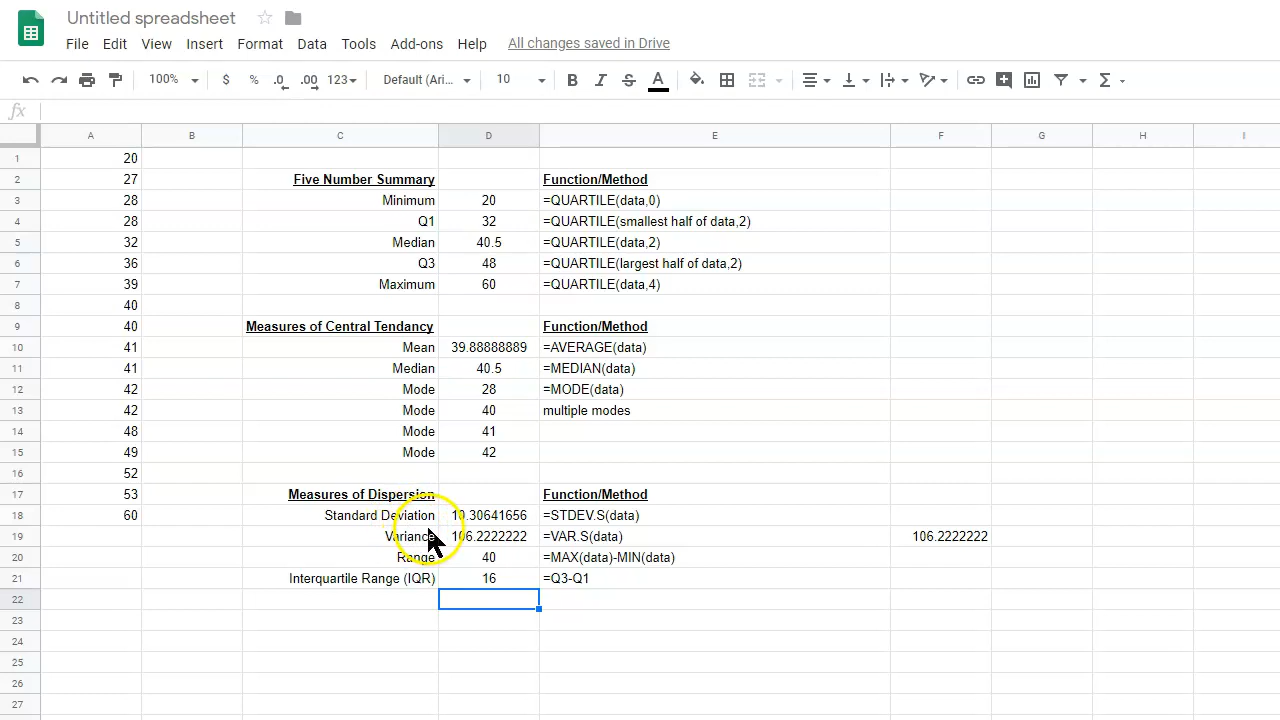 Untitled spreadsheet
File Edit View Insert Format Data Tools Add-ons Help All changes saved in Drive
100% $ % .0 .00 123 Default (Ari... 10 B I S A Σ
fx
A B C D E F G H I
1 20
2 27 Five Number Summary Function/Method
3 28 Minimum 20 =QUARTILE(data,0)
4 28 Q1 32 =QUARTILE(smallest half of data,2)
5 32 Median 40.5 =QUARTILE(data,2)
6 36 Q3 48 =QUARTILE(largest half of data,2)
7 39 Maximum 60 =QUARTILE(data,4)
8 40
9 40 Measures of Central Tendancy Function/Method
10 41 Mean 39.88888889 =AVERAGE(data)
11 41 Median 40.5 =MEDIAN(data)
12 42 Mode 28 =MODE(data)
13 42 Mode 40 multiple modes
14 48 Mode 41
15 49 Mode 42
16 52
17 53 Measures of Dispersion Function/Method
18 60 Standard Deviation 10.30641656 =STDEV.S(data)
19 Variance 106.2222222 =VAR.S(data) 106.2222222
20 Range 40 =MAX(data)-MIN(data)
21 Interquartile Range (IQR) 16 =Q3-Q1
22
23
24
25
26
27